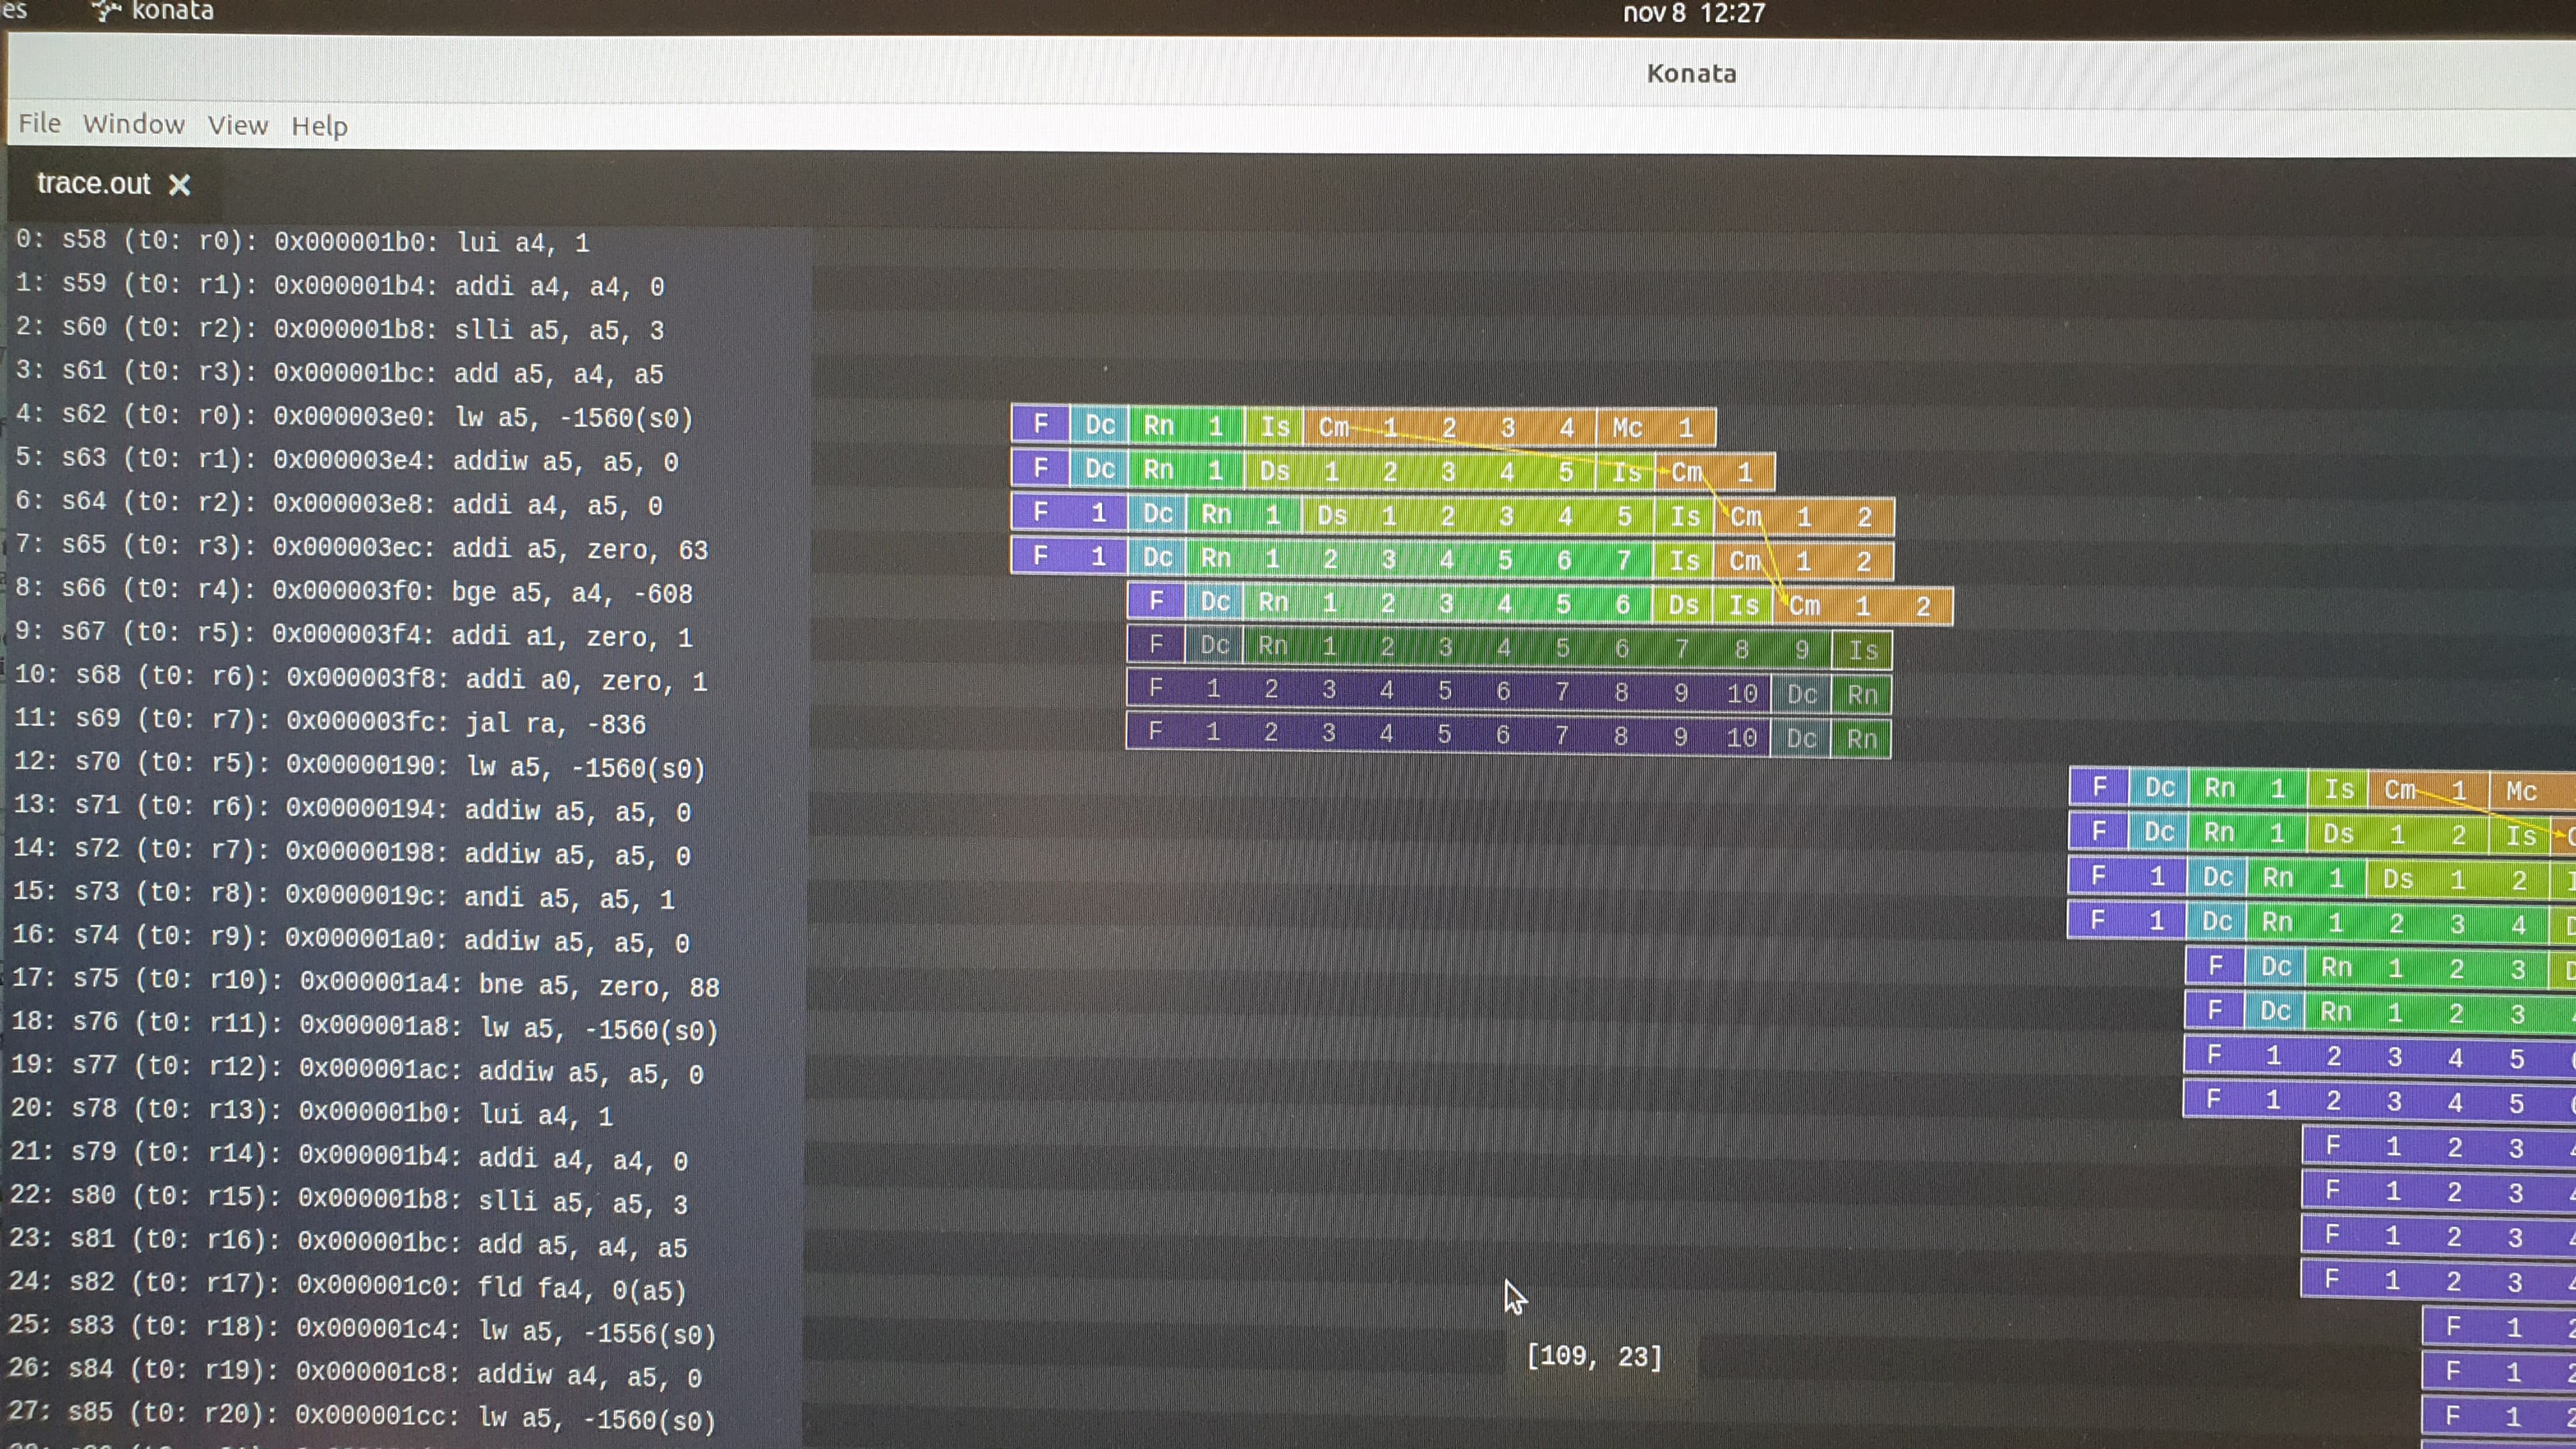 es konata nov 8 12:27
Konata
File Window View Help
trace.out ×
0: s58 (t0: r0): 0x000001b0: lui a4, 1
1: s59 (t0: r1): 0x000001b4: addi a4, a4, 0
2: s60 (t0: r2): 0x000001b8: slli a5, a5, 3
3: s61 (t0: r3): 0x000001bc: add a5, a4, a5
4: s62 (t0: r0): 0x000003e0: lw a5, -1560(s0) F Dc Rn 1 Is Cm 1 2 3 4 Mc 1
5: s63 (t0: r1): 0x000003e4: addiw a5, a5, 0 F Dc Rn 1 Ds 1 2 3 4 5 Is Cm 1
6: s64 (t0: r2): 0x000003e8: addi a4, a5, 0 F 1 Dc Rn 1 Ds 1 2 3 4 5 Is Cm 1 2
7: s65 (t0: r3): 0x000003ec: addi a5, zero, 63 F 1 Dc Rn 1 2 3 4 5 6 7 Is Cm 1 2
8: s66 (t0: r4): 0x000003f0: bge a5, a4, -608 F Dc Rn 1 2 3 4 5 6 Ds Is Cm 1 2
9: s67 (t0: r5): 0x000003f4: addi a1, zero, 1 F Dc Rn 1 2 3 4 5 6 7 8 9 Is
10: s68 (t0: r6): 0x000003f8: addi a0, zero, 1 F 1 2 3 4 5 6 7 8 9 10 Dc Rn
11: s69 (t0: r7): 0x000003fc: jal ra, -836 F 1 2 3 4 5 6 7 8 9 10 Dc Rn
12: s70 (t0: r5): 0x00000190: lw a5, -1560(s0) F Dc Rn 1 Is Cm 1 Mc
13: s71 (t0: r6): 0x00000194: addiw a5, a5, 0 F Dc Rn 1 Ds 1 2 Is
14: s72 (t0: r7): 0x00000198: addiw a5, a5, 0 F 1 Dc Rn 1 Ds 1 2
15: s73 (t0: r8): 0x0000019c: andi a5, a5, 1 F 1 Dc Rn 1 2 3 4
16: s74 (t0: r9): 0x000001a0: addiw a5, a5, 0 F Dc Rn 1 2 3
17: s75 (t0: r10): 0x000001a4: bne a5, zero, 88 F Dc Rn 1 2 3
18: s76 (t0: r11): 0x000001a8: lw a5, -1560(s0) F 1 2 3 4 5
19: s77 (t0: r12): 0x000001ac: addiw a5, a5, 0 F 1 2 3 4 5
20: s78 (t0: r13): 0x000001b0: lui a4, 1 F 1 2 3
21: s79 (t0: r14): 0x000001b4: addi a4, a4, 0 F 1 2 3
22: s80 (t0: r15): 0x000001b8: slli a5, a5, 3 F 1 2 3
23: s81 (t0: r16): 0x000001bc: add a5, a4, a5 F 1 2 3
24: s82 (t0: r17): 0x000001c0: fld fa4, 0(a5) F 1
25: s83 (t0: r18): 0x000001c4: lw a5, -1556(s0) F 1
26: s84 (t0: r19): 0x000001c8: addiw a4, a5, 0 F 1
27: s85 (t0: r20): 0x000001cc: lw a5, -1560(s0)
[109, 23]